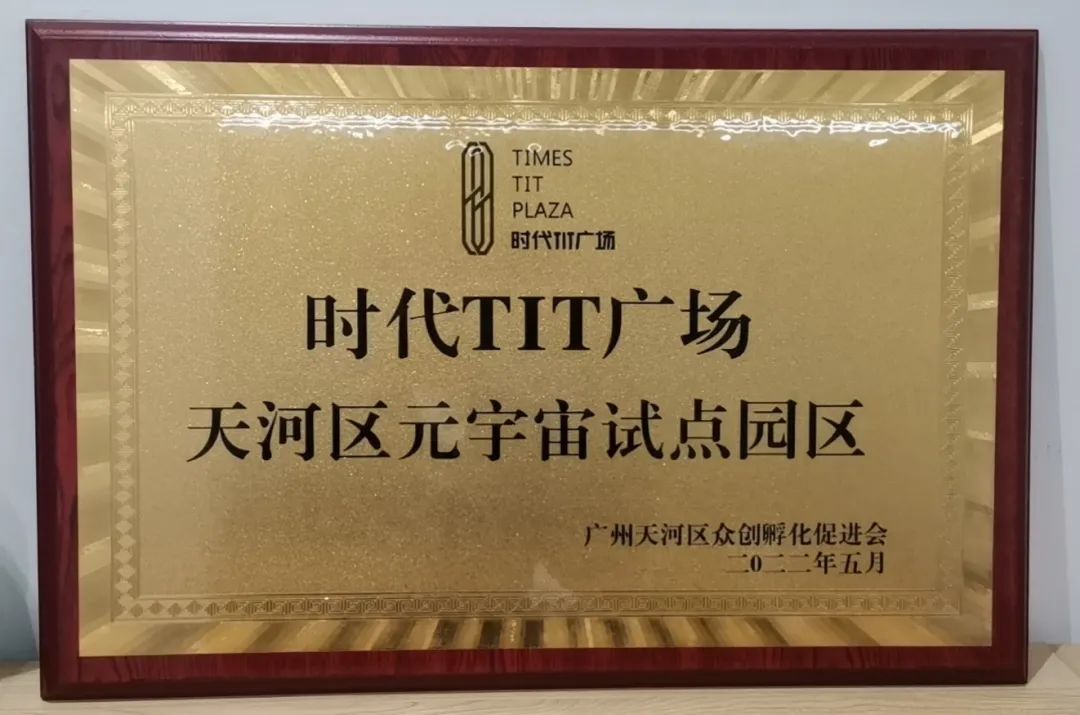 TIMES
TIT
PLAZA
时代TIT广场
时代TIT广场
天河区元宇宙试点园区
广州天河区众创孵化促进会
二0二二年五月